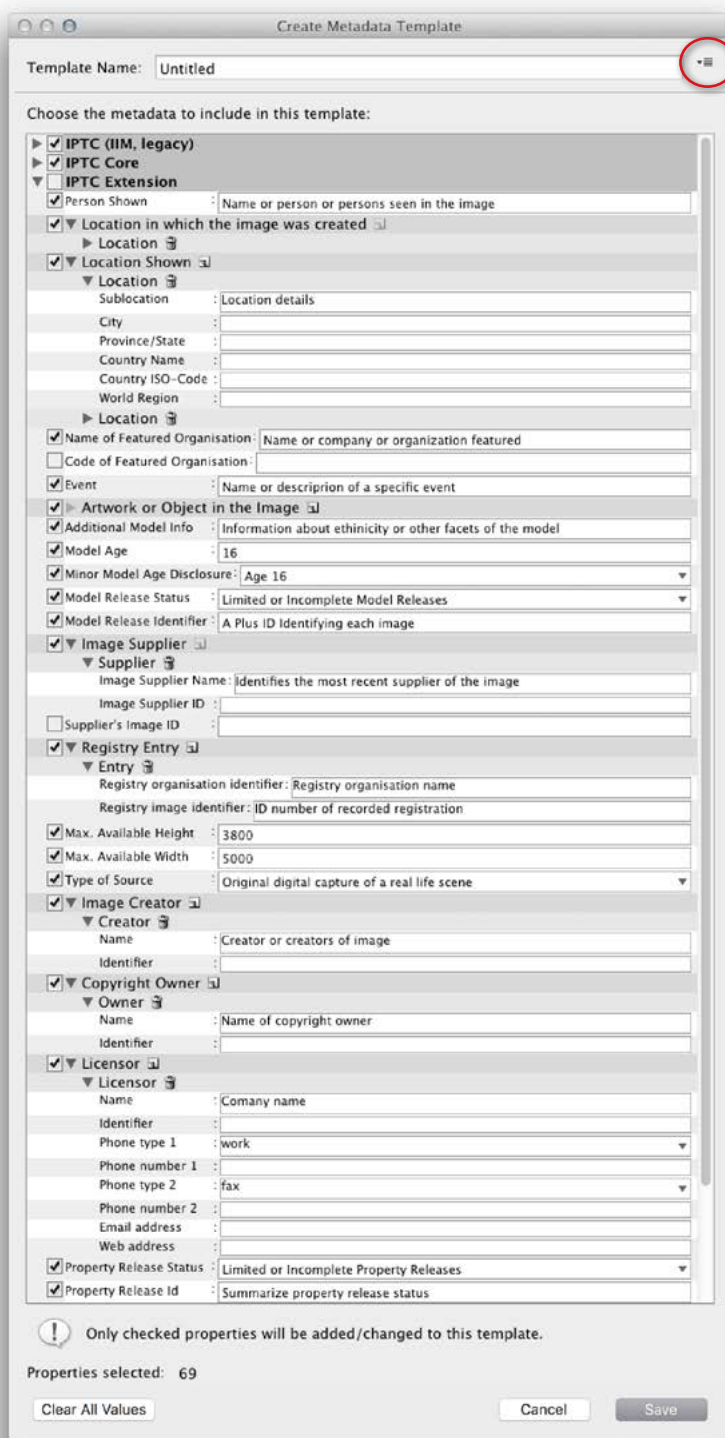 Create Metadata Template
Template Name: Untitled
Choose the metadata to include in this template:
IPTC (IIM, legacy)
IPTC Core
IPTC Extension
Person Shown : Name or person or persons seen in the image
Location in which the image was created
Location
Location Shown
Location
Sublocation : Location details
City :
Province/State :
Country Name :
Country ISO-Code :
World Region :
Location
Name of Featured Organisation: Name or company or organization featured
Code of Featured Organisation:
Event : Name or descriprion of a specific event
Artwork or Object in the Image
Additional Model Info : Information about ethinicity or other facets of the model
Model Age : 16
Minor Model Age Disclosure: Age 16
Model Release Status : Limited or Incomplete Model Releases
Model Release Identifier : A Plus ID Identifying each image
Image Supplier
Supplier
Image Supplier Name: Identifies the most recent supplier of the image
Image Supplier ID :
Supplier's Image ID :
Registry Entry
Entry
Registry organisation identifier: Registry organisation name
Registry image identifier: ID number of recorded registration
Max. Available Height : 3800
Max. Available Width : 5000
Type of Source : Original digital capture of a real life scene
Image Creator
Creator
Name : Creator or creators of image
Identifier :
Copyright Owner
Owner
Name : Name of copyright owner
Identifier :
Licensor
Licensor
Name : Comany name
Identifier :
Phone type 1 : work
Phone number 1 :
Phone type 2 : fax
Phone number 2 :
Email address :
Web address :
Property Release Status : Limited or Incomplete Property Releases
Property Release Id : Summarize property release status
! Only checked properties will be added/changed to this template.
Properties selected: 69
Clear All Values Cancel Save